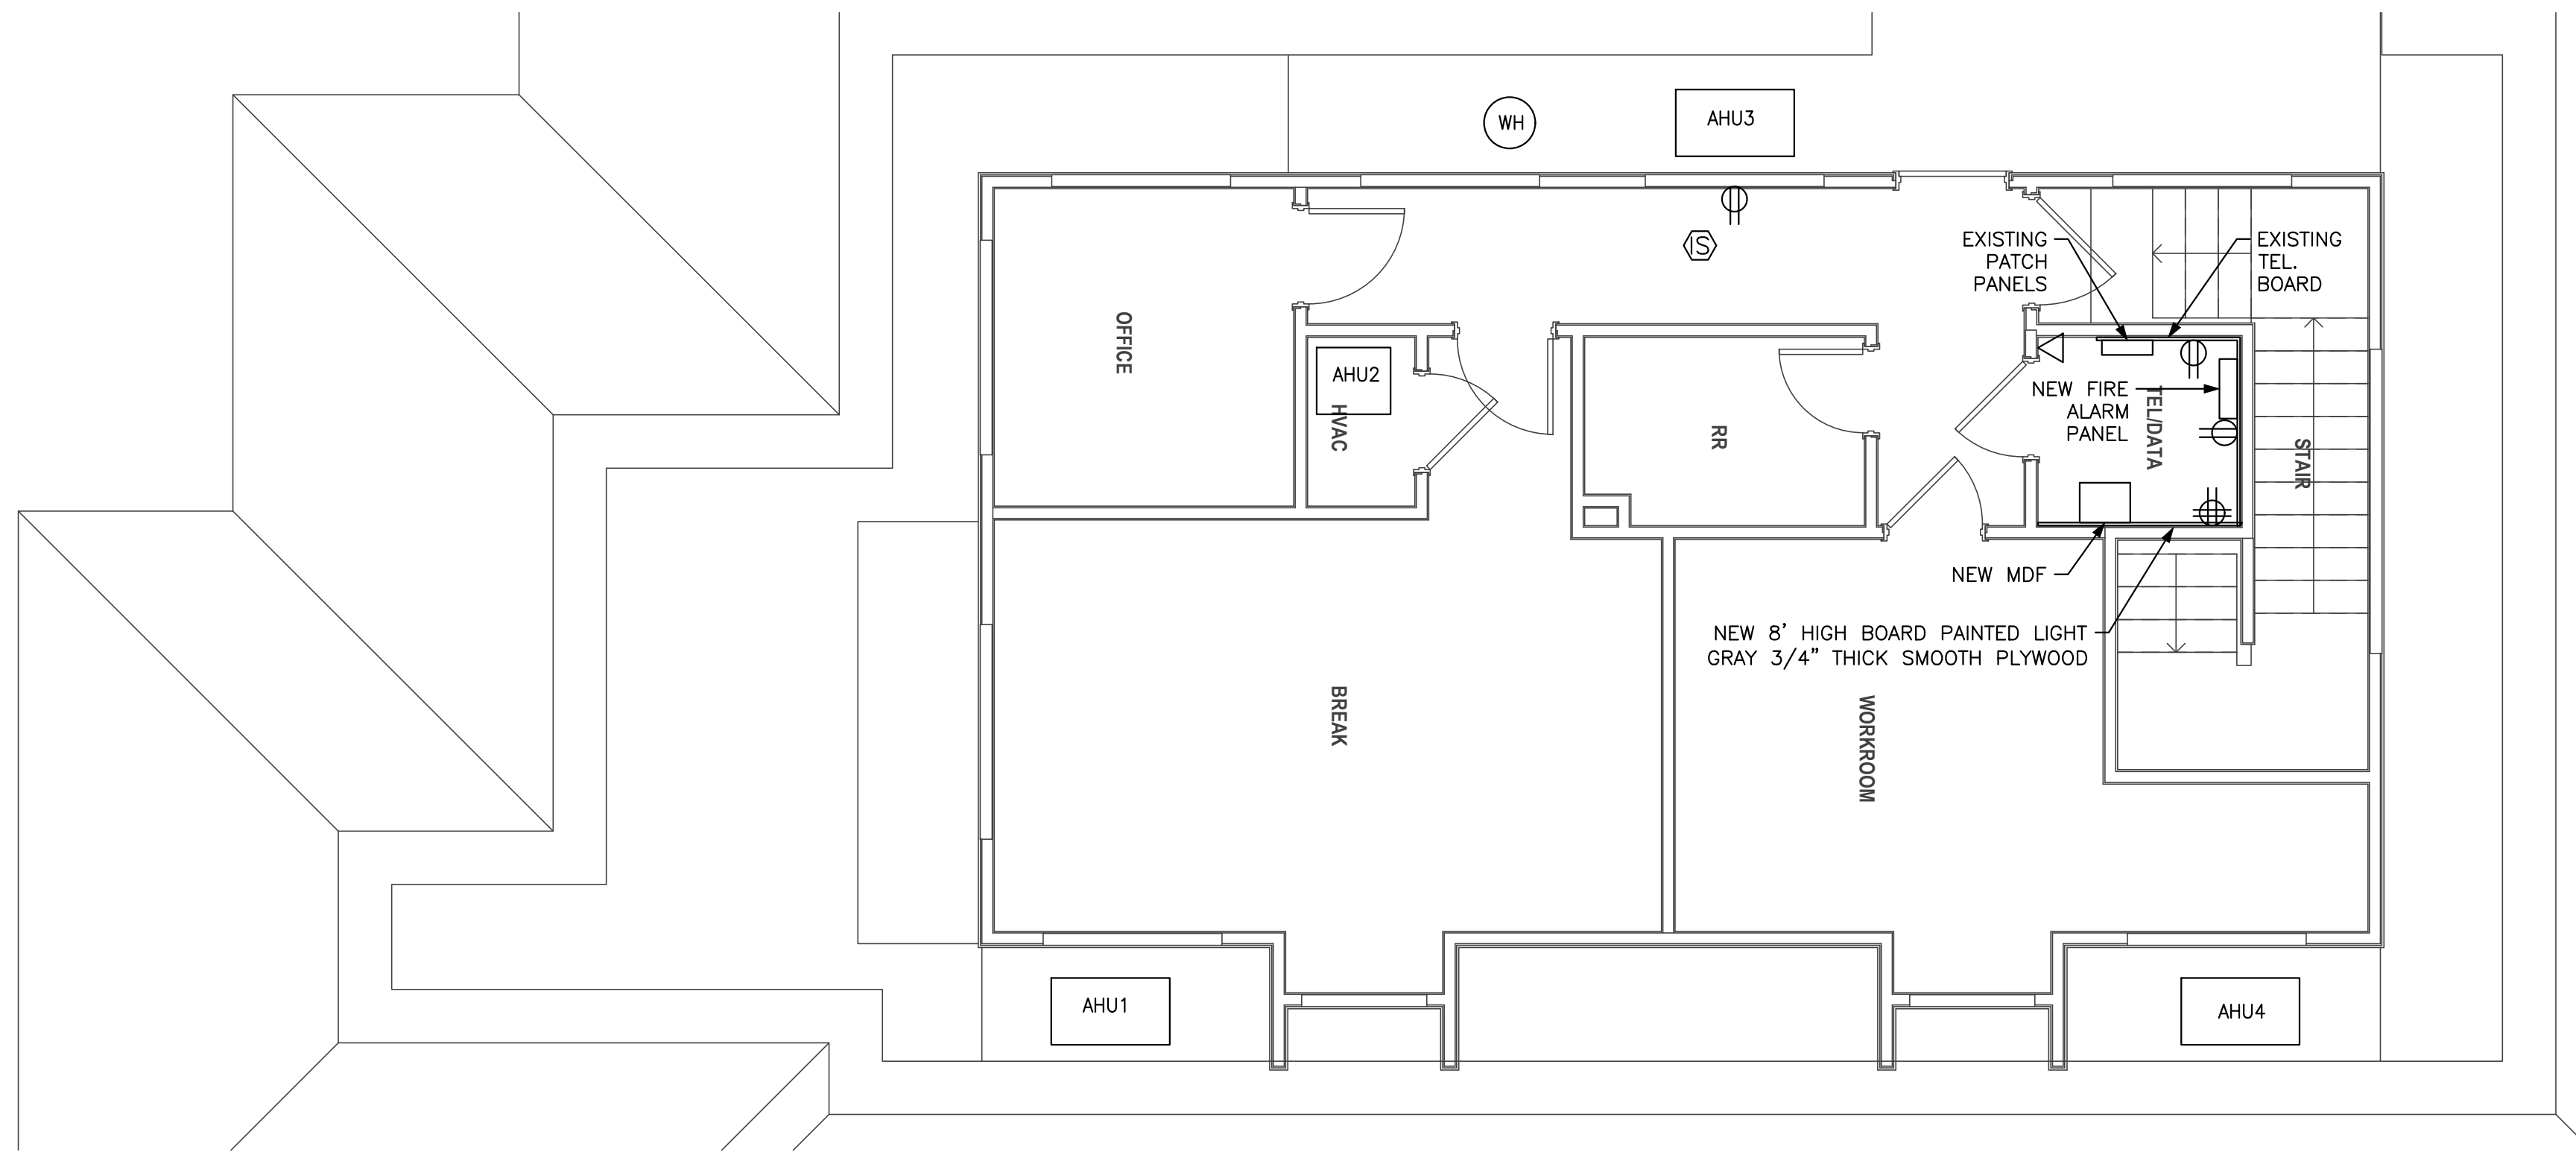 WH
AHU3
IS
EXISTING
PATCH
PANELS
EXISTING
TEL.
BOARD
OFFICE
AHU2
HVAC
RR
NEW FIRE
ALARM
PANEL
TEL/DATA
STAIR
NEW MDF
NEW 8' HIGH BOARD PAINTED LIGHT
GRAY 3/4" THICK SMOOTH PLYWOOD
BREAK
WORKROOM
AHU1
AHU4